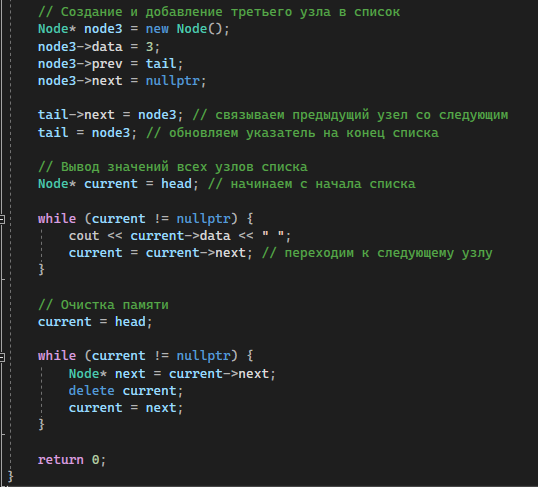 // Создание и добавление третьего узла в список
Node* node3 = new Node();
node3->data = 3;
node3->prev = tail;
node3->next = nullptr;
tail->next = node3; // связываем предыдущий узел со следующим
tail = node3; // обновляем указатель на конец списка
// Вывод значений всех узлов списка
Node* current = head; // начинаем с начала списка
while (current != nullptr) {
cout << current->data << " ";
current = current->next; // переходим к следующему узлу
}
// Очистка памяти
current = head;
while (current != nullptr) {
Node* next = current->next;
delete current;
current = next;
}
return 0;
}